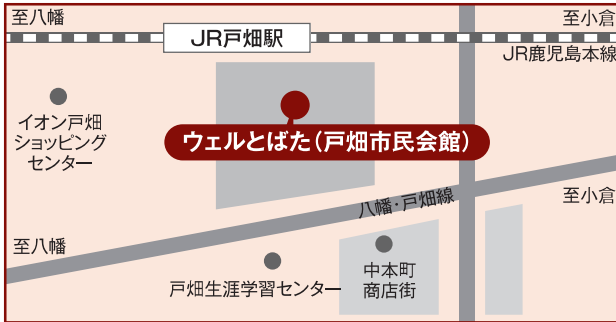 至八幡
至小倉
JR戸畑駅
JR鹿児島本線
イオン戸畑
ショッピング
センター
ウェルとばた(戸畑市民会館)
八幡・戸畑線
至小倉
至八幡
戸畑生涯学習センター
中本町
商店街